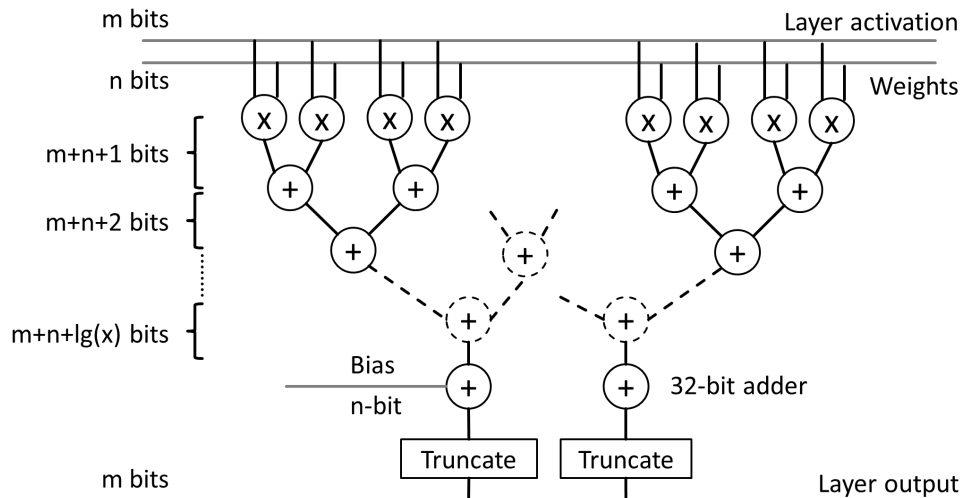 m bits
Layer activation
n bits
Weights
x x x x x x x x
m+n+1 bits
+ + + +
m+n+2 bits
+ + +
m+n+lg(x) bits
+ +
Bias
n-bit
+ +
32-bit adder
Truncate Truncate
m bits
Layer output